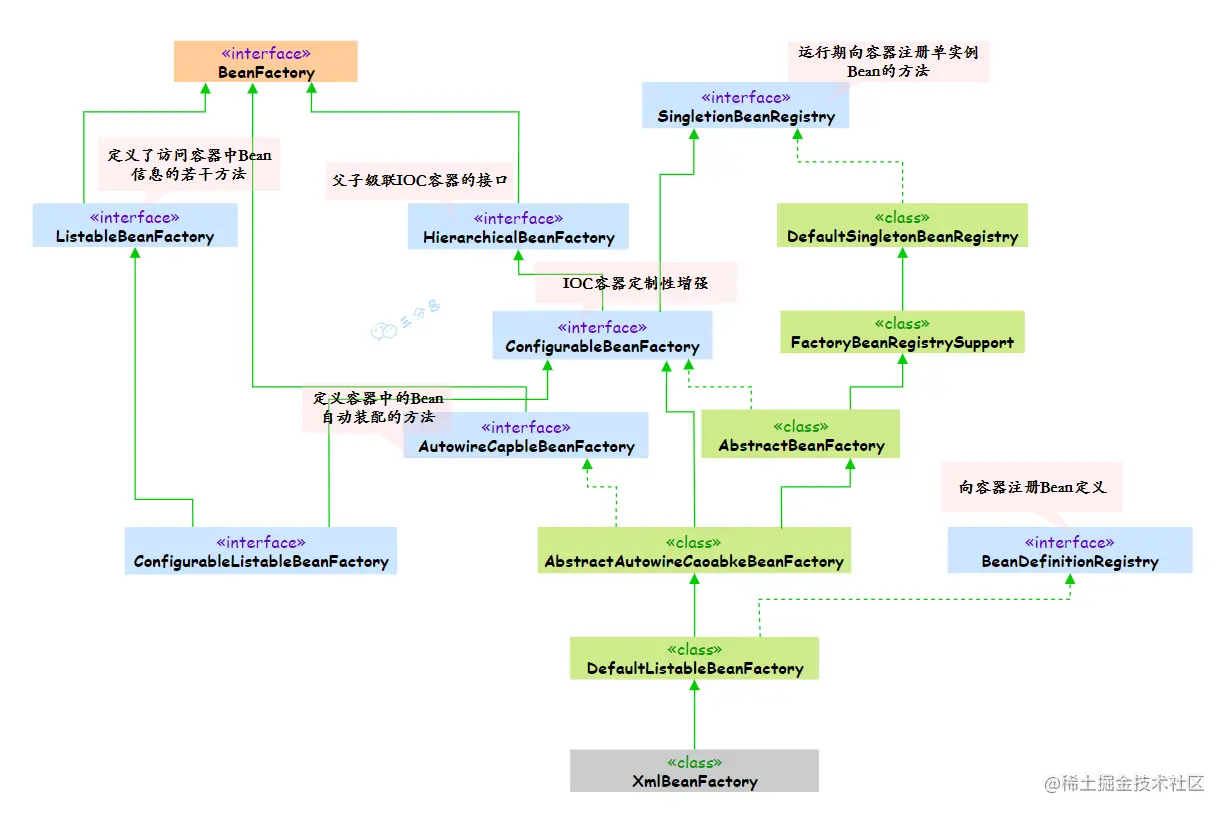 «interface»
BeanFactory
运行期向容器注册单实例
Bean的方法
«interface»
SingletionBeanRegistry
定义了访问容器中Bean
信息的若干方法
父子级联IOC容器的接口
«interface»
ListableBeanFactory
«interface»
HierarchicalBeanFactory
«class»
DefaultSingletonBeanRegistry
IOC容器定制性增强
三分恶
«interface»
ConfigurableBeanFactory
«class»
FactoryBeanRegistrySupport
定义容器中的Bean
自动装配的方法
«interface»
AutowireCapbleBeanFactory
«class»
AbstractBeanFactory
向容器注册Bean定义
«interface»
ConfigurableListableBeanFactory
«class»
AbstractAutowireCaoabkeBeanFactory
«interface»
BeanDefinitionRegistry
«class»
DefaultListableBeanFactory
«class»
XmlBeanFactory
@稀土掘金技术社区